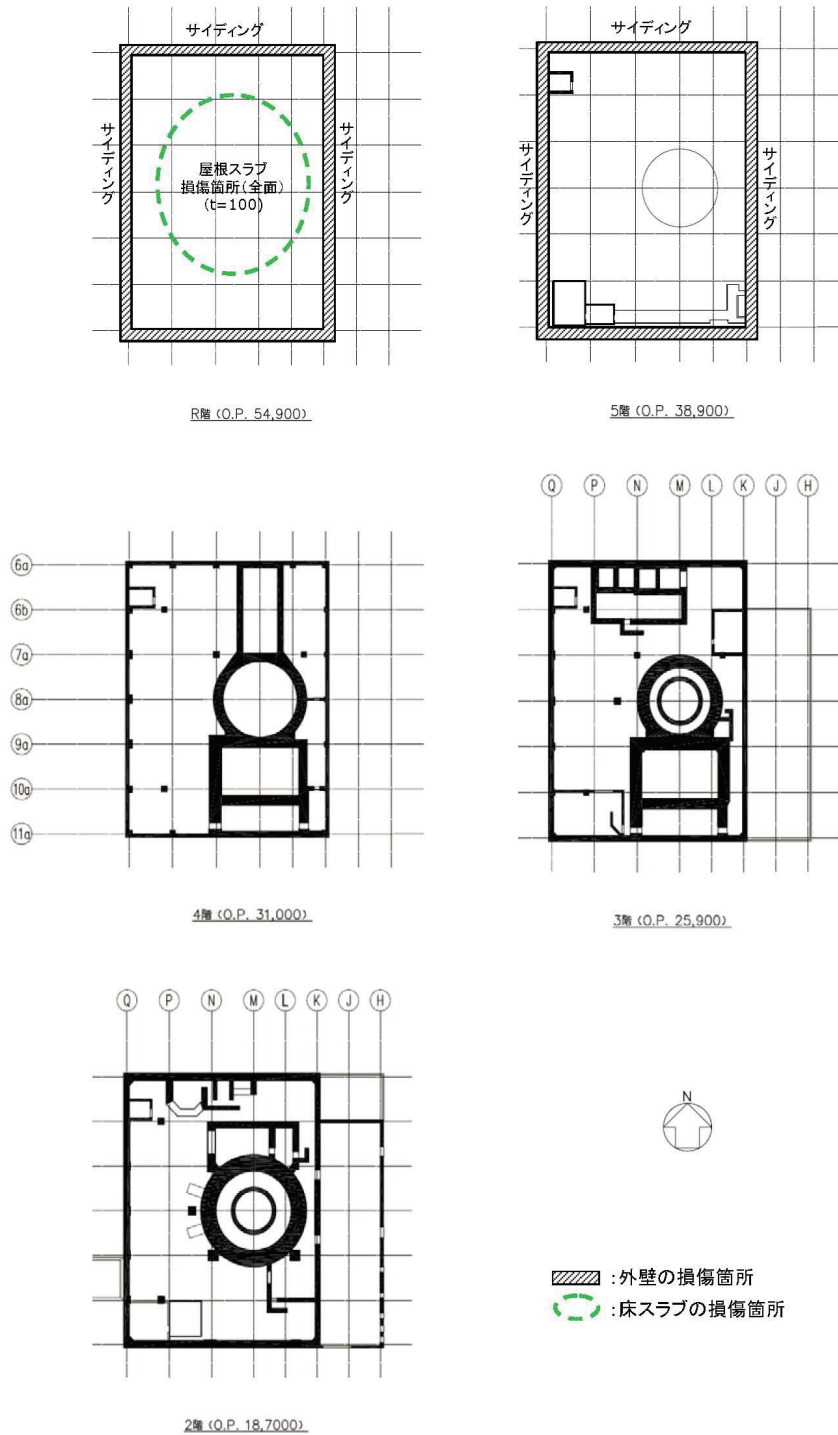 サイディング
サイディング
サイディング
屋根スラブ
損傷箇所(全面)
(t=100)
R階 (O.P. 54,900)
サイディング
サイディング
サイディング
5階 (O.P. 38,900)
6a
6b
7a
8a
9a
10a
11a
4階 (O.P. 31,000)
Q P N M L K J H
3階 (O.P. 25,900)
Q P N M L K J H
2階 (O.P. 18,7000)
N
:外壁の損傷箇所
:床スラブの損傷箇所